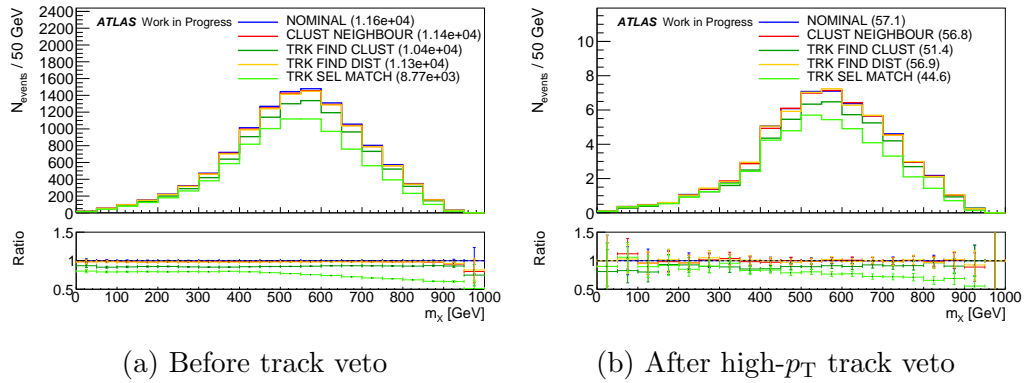 ATLAS Work in Progress
NOMINAL (1.16e+04)
CLUST NEIGHBOUR (1.14e+04)
TRK FIND CLUST (1.04e+04)
TRK FIND DIST (1.13e+04)
TRK SEL MATCH (8.77e+03)
N_events / 50 GeV
2400
2200
2000
1800
1600
1400
1200
1000
800
600
400
200
0
Ratio
1.5
1
0.5
0 100 200 300 400 500 600 700 800 900 1000
m_X [GeV]
(a) Before track veto
ATLAS Work in Progress
NOMINAL (57.1)
CLUST NEIGHBOUR (56.8)
TRK FIND CLUST (51.4)
TRK FIND DIST (56.9)
TRK SEL MATCH (44.6)
N_events / 50 GeV
10
8
6
4
2
0
Ratio
1.5
1
0.5
0 100 200 300 400 500 600 700 800 900 1000
m_X [GeV]
(b) After high-p_T track veto